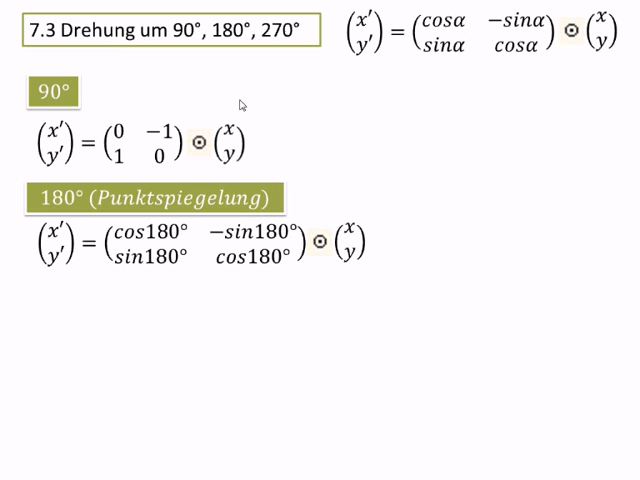 7.3 Drehung um 90°, 180°, 270°
(x′ y′) = (cosα −sinα sinα cosα) ⊙ (x y)
90°
(x′ y′) = (0 −1 1 0) ⊙ (x y)
180° (Punktspiegelung)
(x′ y′) = (cos180° −sin180° sin180° cos180°) ⊙ (x y)